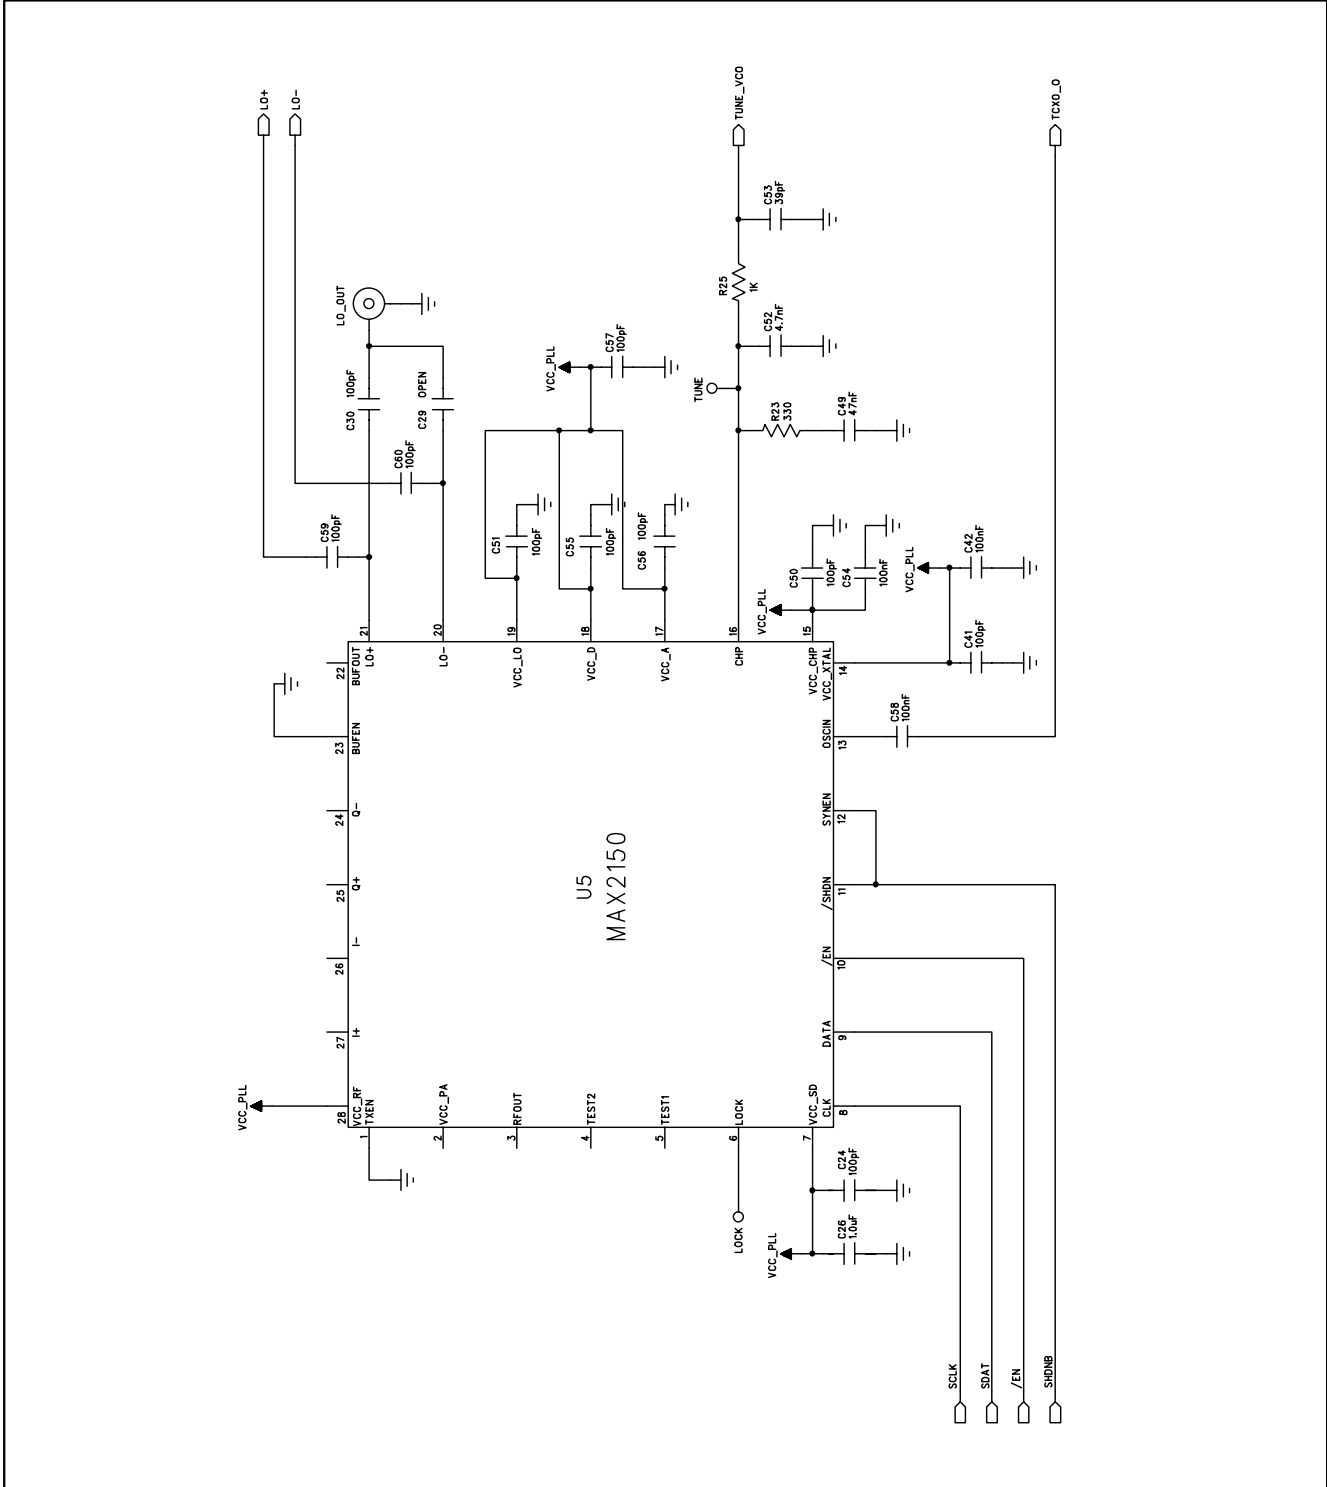 LO+
LO-
TUNE_VCO
TCXO_O
LO_OUT
C30
100pF
C29
OPEN
C60
100pF
C59
100pF
VCC_PLL
C57
100pF
C51
100pF
C55
100pF
C56
100pF
C53
39pF
R25
1K
C52
4.7nF
TUNE
R23
330
C49
47nF
VCC_PLL
C50
100pF
C54
100nF
VCC_PLL
C42
100nF
C41
100pF
C58
100nF
21
LO+
20
LO-
19
VCC_LO
18
VCC_D
17
VCC_A
16
CHP
15
VCC_CHP
22
BUFOUT
23
BUFEN
24
Q-
25
Q+
26
I-
27
I+
28
VCC_RF
VCC_PLL
U5
MAX2150
VCC_XTAL
14
OSCIN
13
SYNEN
12
/SHDN
11
/EN
10
DATA
9
CLK
8
TXEN
1
VCC_PA
2
RFOUT
3
TEST2
4
TEST1
5
LOCK
6
VCC_SD
7
LOCK
C24
100pF
C26
1.0uF
VCC_PLL
SCLK
SDAT
/EN
SHDNB